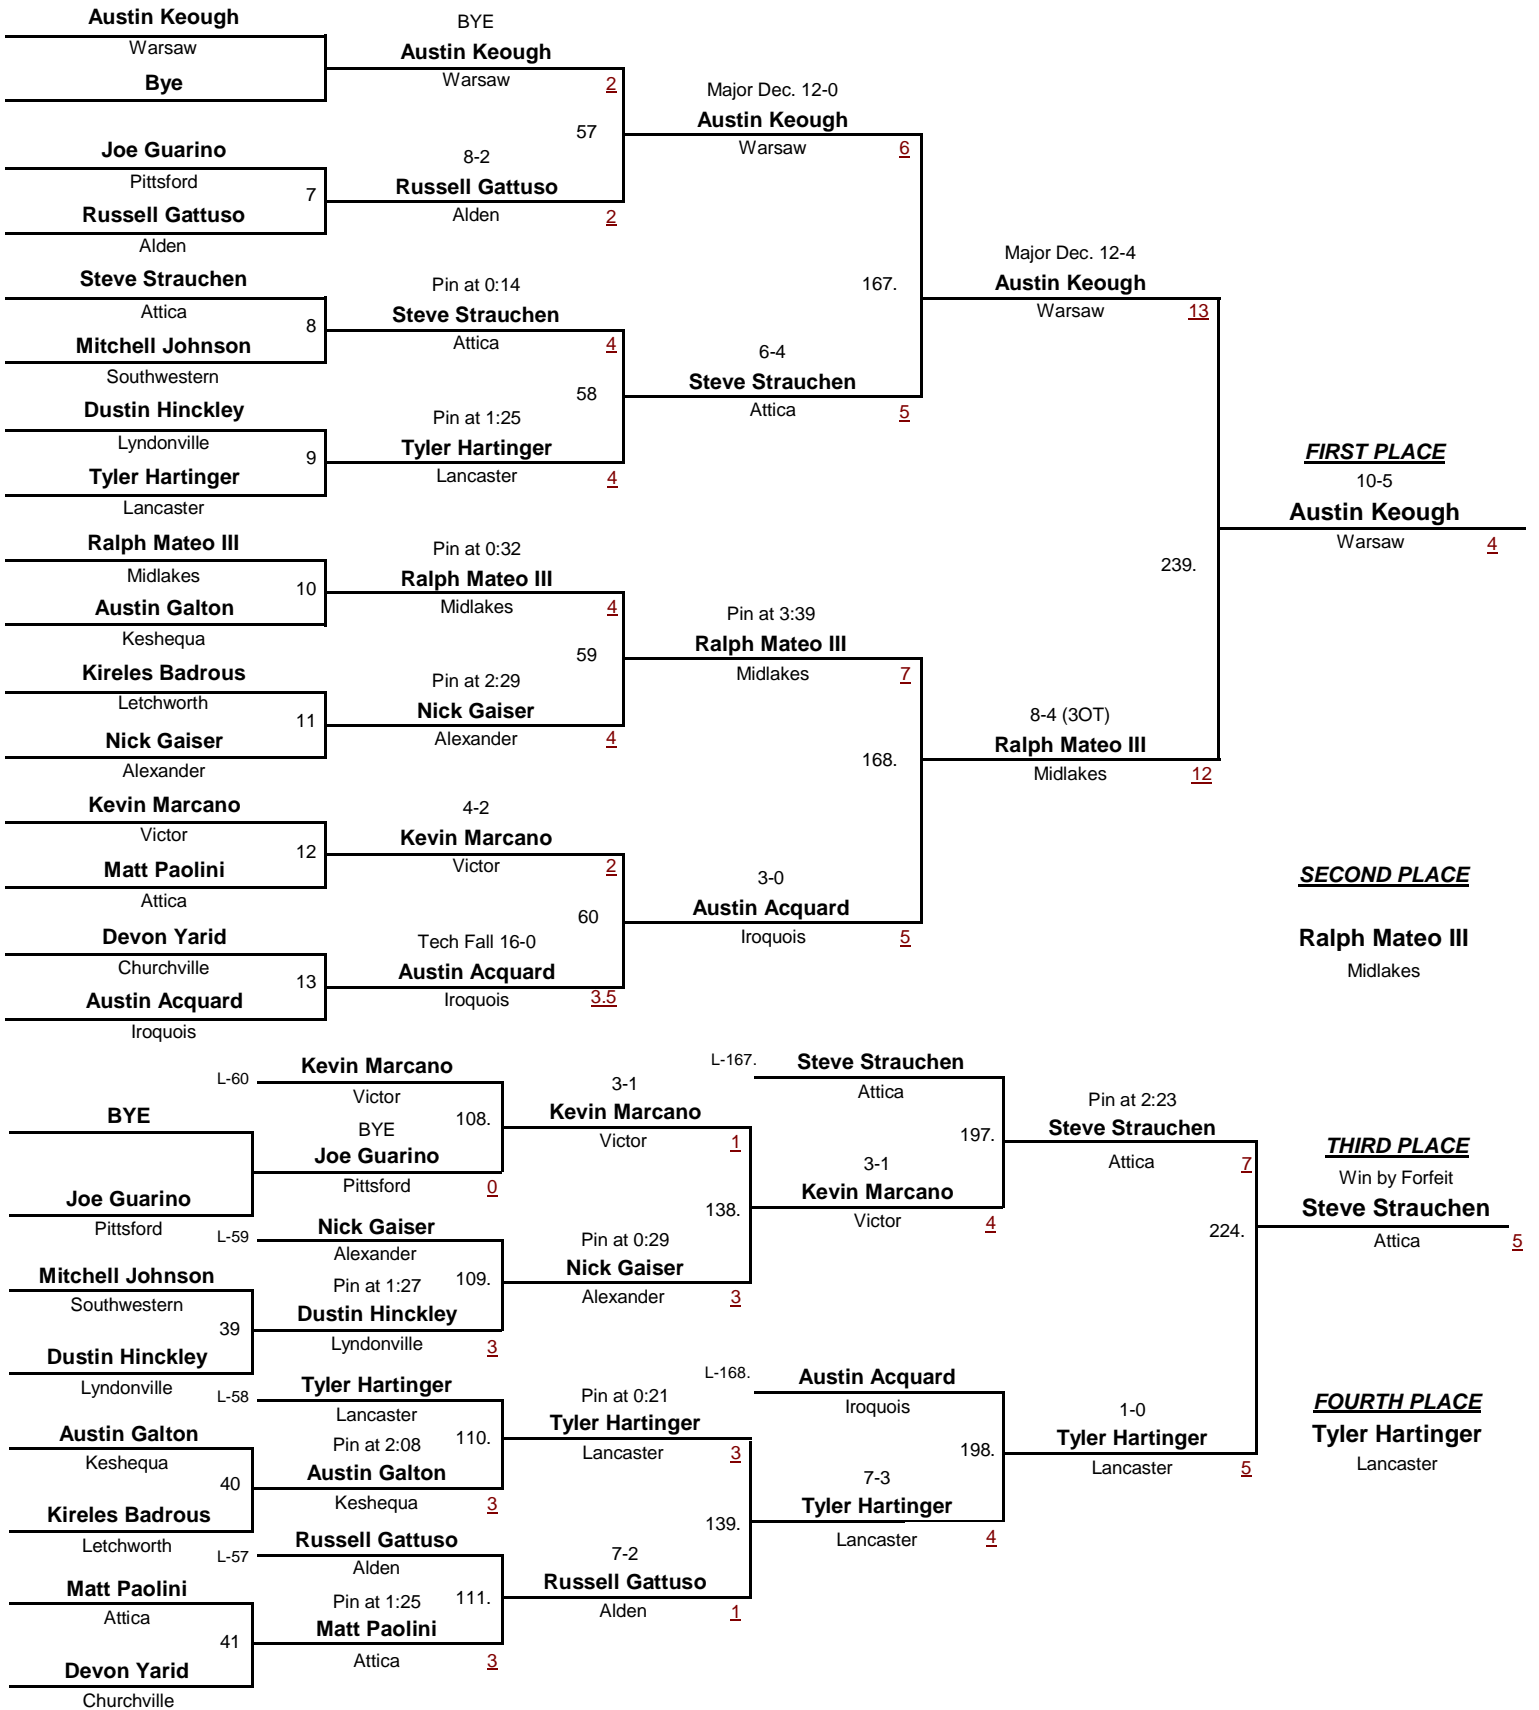 Austin Keough
Warsaw
Bye
BYE
Austin Keough
Warsaw
2
57
Joe Guarino
Pittsford
7
Russell Gattuso
Alden
8-2
Russell Gattuso
Alden
2
Major Dec. 12-0
Austin Keough
Warsaw
6
Steve Strauchen
Attica
8
Mitchell Johnson
Southwestern
Pin at 0:14
Steve Strauchen
Attica
4
58
Dustin Hinckley
Lyndonville
9
Tyler Hartinger
Lancaster
Pin at 1:25
Tyler Hartinger
Lancaster
4
6-4
Steve Strauchen
Attica
5
167.
Major Dec. 12-4
Austin Keough
Warsaw
13
Ralph Mateo III
Midlakes
10
Austin Galton
Keshequa
Pin at 0:32
Ralph Mateo III
Midlakes
4
59
Kireles Badrous
Letchworth
11
Nick Gaiser
Alexander
Pin at 2:29
Nick Gaiser
Alexander
4
Pin at 3:39
Ralph Mateo III
Midlakes
7
168.
Kevin Marcano
Victor
12
Matt Paolini
Attica
4-2
Kevin Marcano
Victor
2
60
Devon Yarid
Churchville
13
Austin Acquard
Iroquois
Tech Fall 16-0
Austin Acquard
Iroquois
3.5
3-0
Austin Acquard
Iroquois
5
8-4 (3OT)
Ralph Mateo III
Midlakes
12
239.
FIRST PLACE
10-5
Austin Keough
Warsaw
4
SECOND PLACE
Ralph Mateo III
Midlakes
L-60
Kevin Marcano
Victor
108.
BYE
Joe Guarino
Pittsford
BYE
Joe Guarino
Pittsford
0
3-1
Kevin Marcano
Victor
1
138.
L-59
Nick Gaiser
Alexander
109.
Mitchell Johnson
Southwestern
39
Dustin Hinckley
Lyndonville
Pin at 1:27
Dustin Hinckley
Lyndonville
3
Pin at 0:29
Nick Gaiser
Alexander
3
L-167.
Steve Strauchen
Attica
197.
3-1
Kevin Marcano
Victor
4
Pin at 2:23
Steve Strauchen
Attica
7
224.
L-58
Tyler Hartinger
Lancaster
110.
Austin Galton
Keshequa
40
Kireles Badrous
Letchworth
Pin at 2:08
Austin Galton
Keshequa
3
Pin at 0:21
Tyler Hartinger
Lancaster
3
139.
L-57
Russell Gattuso
Alden
111.
Matt Paolini
Attica
41
Devon Yarid
Churchville
Pin at 1:25
Matt Paolini
Attica
3
7-2
Russell Gattuso
Alden
1
L-168.
Austin Acquard
Iroquois
198.
7-3
Tyler Hartinger
Lancaster
4
1-0
Tyler Hartinger
Lancaster
5
THIRD PLACE
Win by Forfeit
Steve Strauchen
Attica
5
FOURTH PLACE
Tyler Hartinger
Lancaster